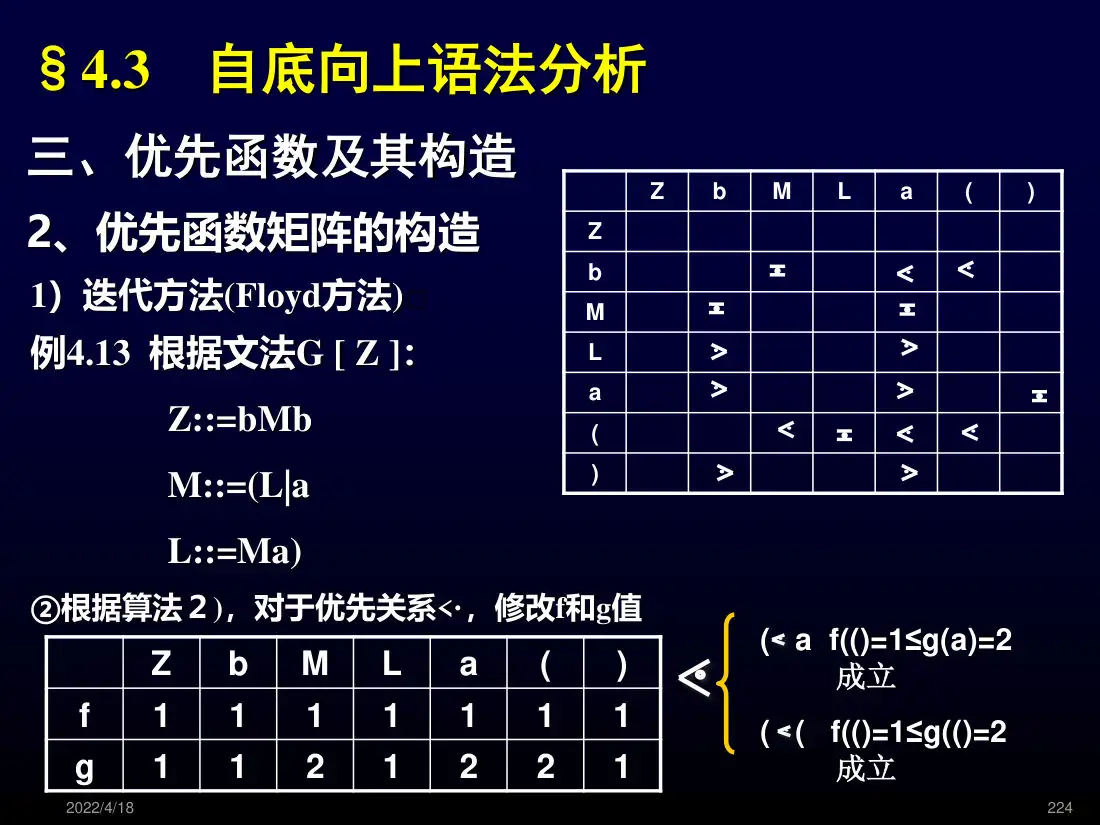 §4.3 自底向上语法分析
三、优先函数及其构造
2、优先函数矩阵的构造
1）迭代方法(Floyd方法)
例4.13 根据文法G [ Z ]：
Z::=bMb
M::=(L|a
L::=Ma)
Z b M L a ( )
Z
b ≖ ⋖ ⋖
M ≖ ≖
L ⋗ ⋗
a ⋗ ⋗ ≖
( ⋖ ≖ ⋖ ⋖
) ⋗ ⋗
②根据算法２)，对于优先关系<·，修改f和g值
Z b M L a ( )
f 1 1 1 1 1 1 1
g 1 1 2 1 2 2 1
⋖
(⋖ a f(()=1≤g(a)=2
成立
( ⋖( f(()=1≤g(()=2
成立
2022/4/18
224